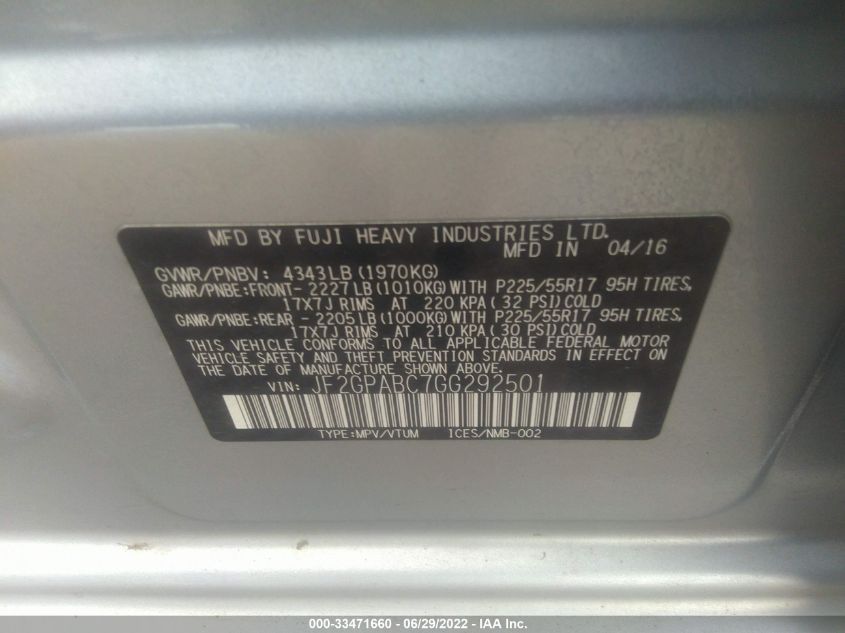 MFD BY FUJI HEAVY INDUSTRIES LTD.
MFD IN 04/16
GVWR/PNBV: 4343LB (1970KG)
GAWR/PNBE:FRONT- 2227LB (1010KG) WITH P225/55R17 95H TIRES,
17X7J RIMS AT 220 KPA (32 PSI) COLD
GAWR/PNBE:REAR - 2205LB (1000KG) WITH P225/55R17 95H TIRES,
17X7J RIMS AT 210 KPA (30 PSI) COLD
THIS VEHICLE CONFORMS TO ALL APPLICABLE FEDERAL MOTOR
VEHICLE SAFETY AND THEFT PREVENTION STANDARDS IN EFFECT ON
THE DATE OF MANUFACTURE SHOWN ABOVE.
VIN: JF2GPABC7GG292501
TYPE:MPV/VTUM ICES/NMB-002
000-33471660 - 06/29/2022 - IAA Inc.